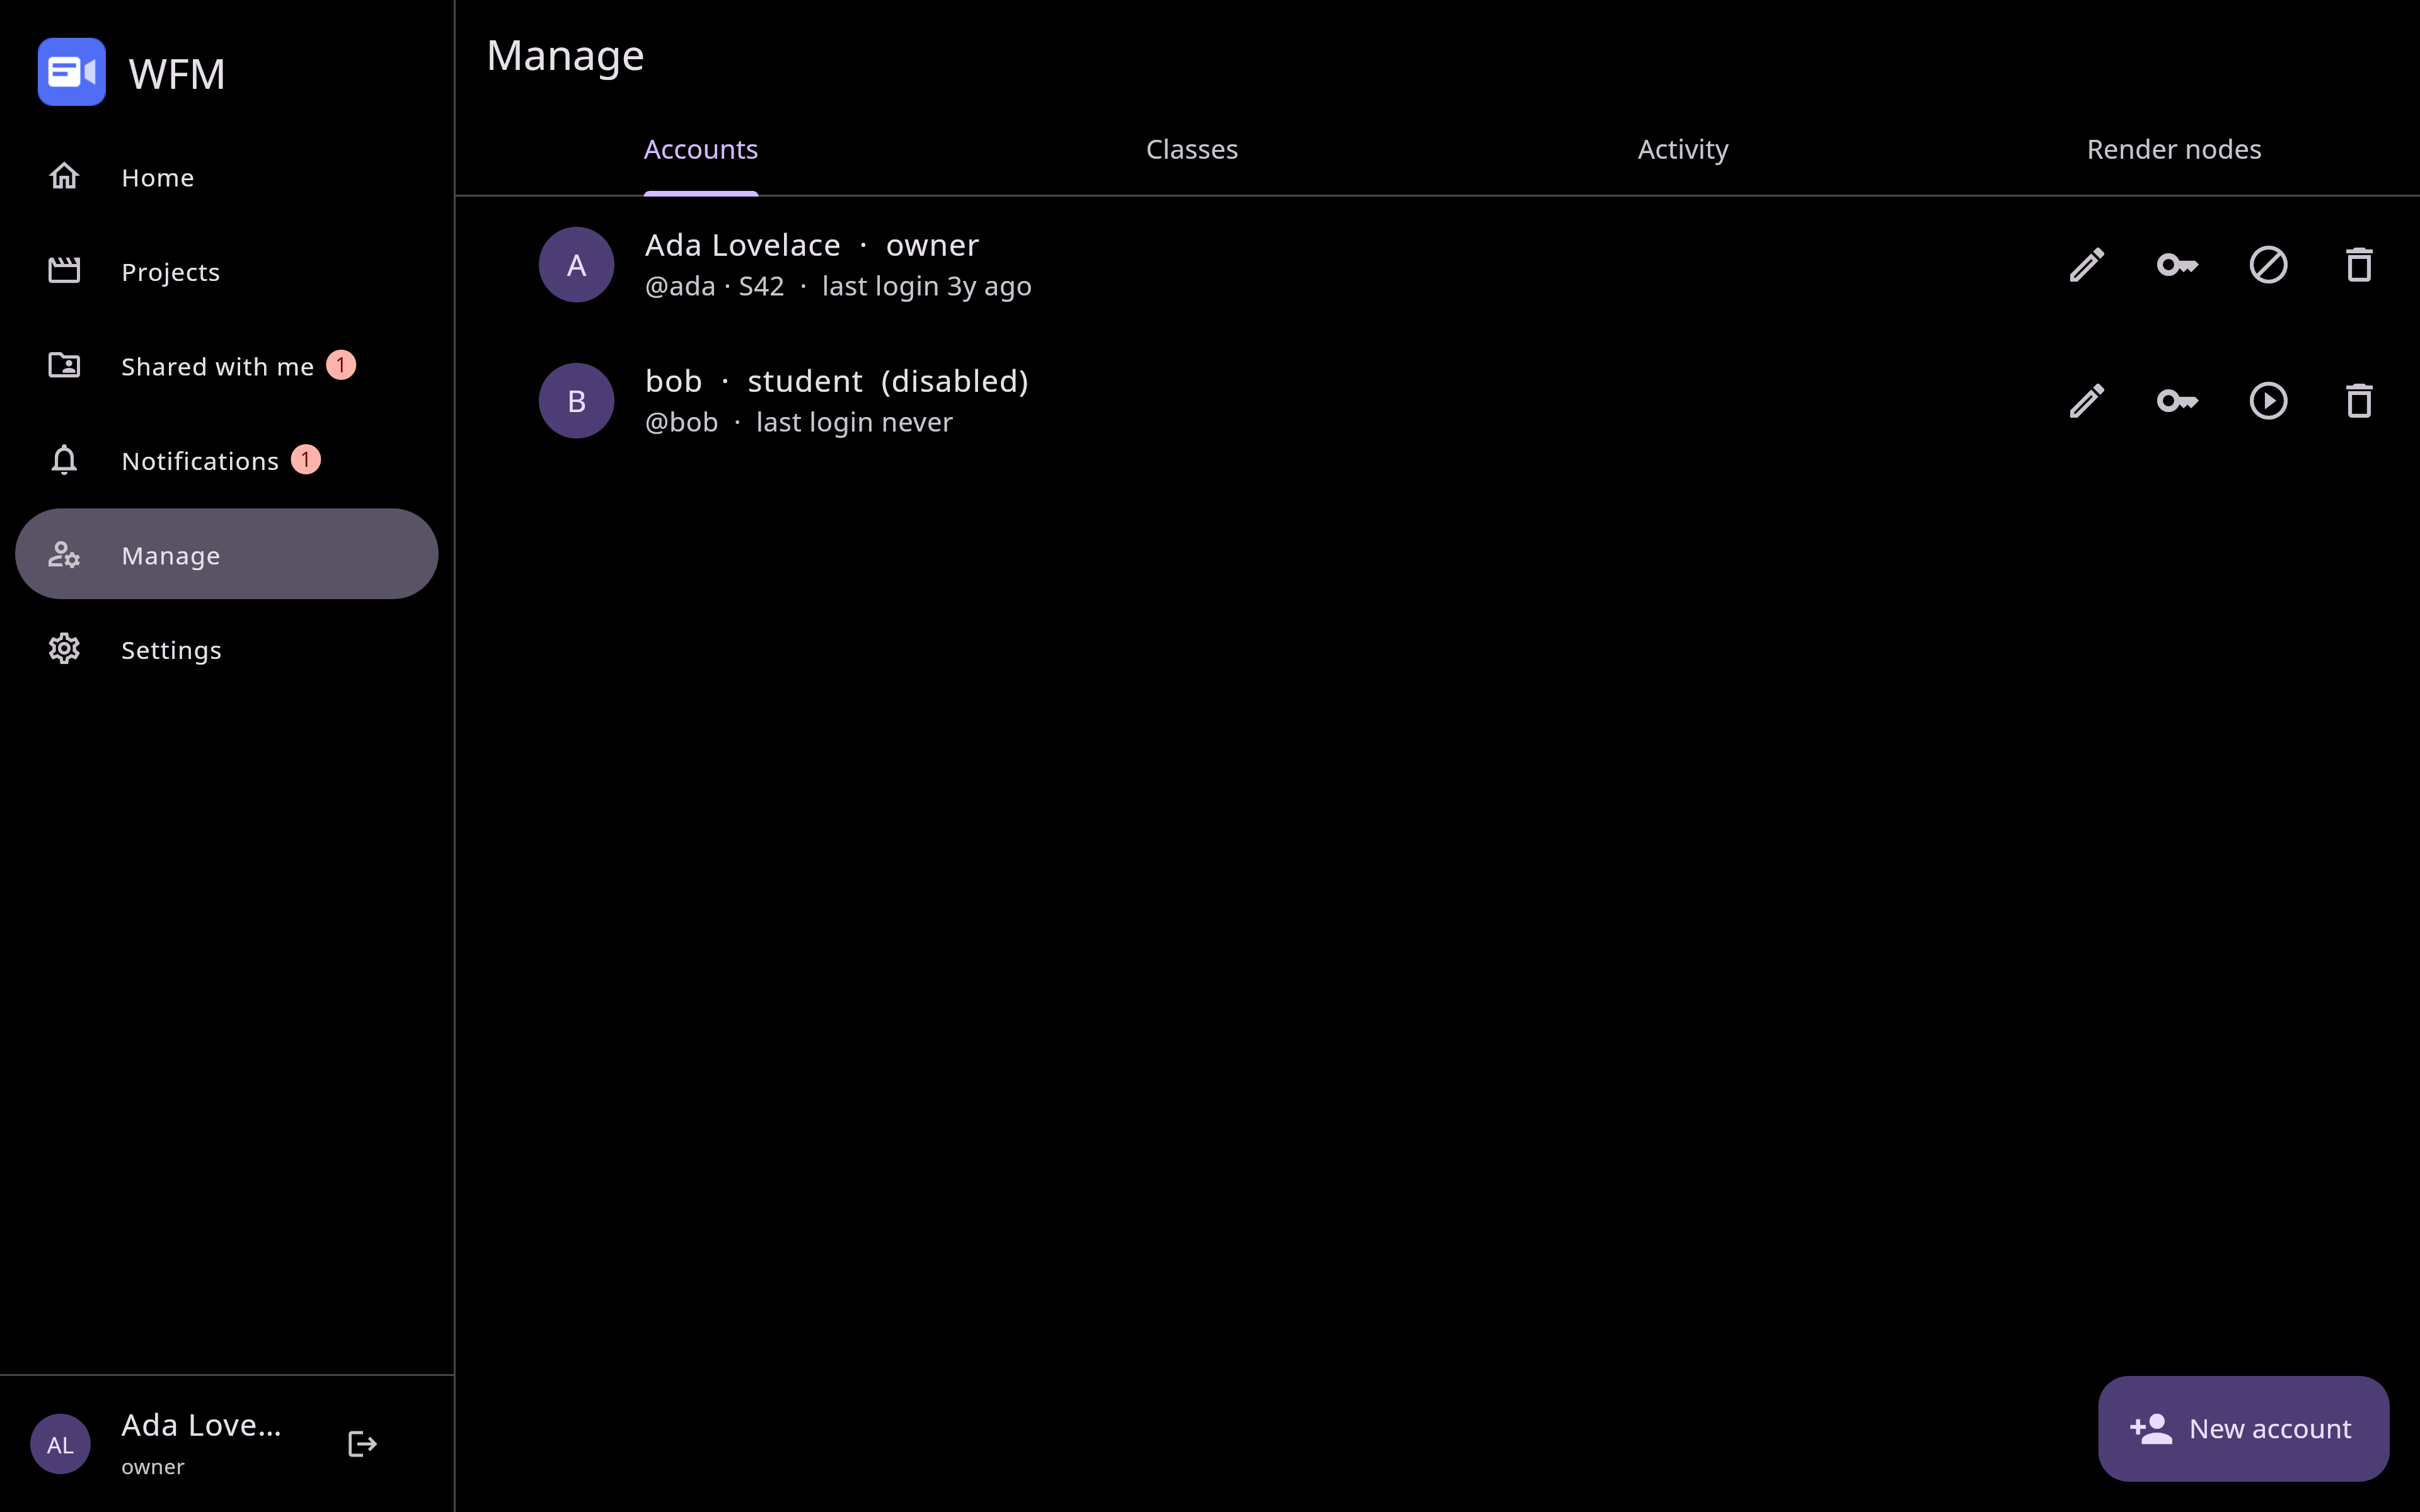 WFM
Home
Projects
Shared with me 1
Notifications 1
Manage
Settings
AL
Ada Love...
owner
Manage
Accounts
Classes
Activity
Render nodes
A
Ada Lovelace · owner
@ada · S42 · last login 3y ago
B
bob · student (disabled)
@bob · last login never
New account